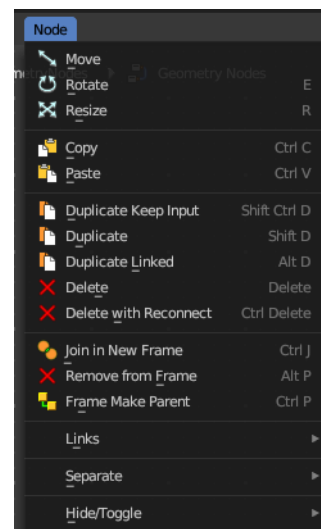 Node
Move
Geometry Nodes
Rotate E
Resize R
Copy Ctrl C
Paste Ctrl V
Duplicate Keep Input Shift Ctrl D
Duplicate Shift D
Duplicate Linked Alt D
Delete Delete
Delete with Reconnect Ctrl Delete
Join in New Frame Ctrl J
Remove from Frame Alt P
Frame Make Parent Ctrl P
Links
Separate
Hide/Toggle